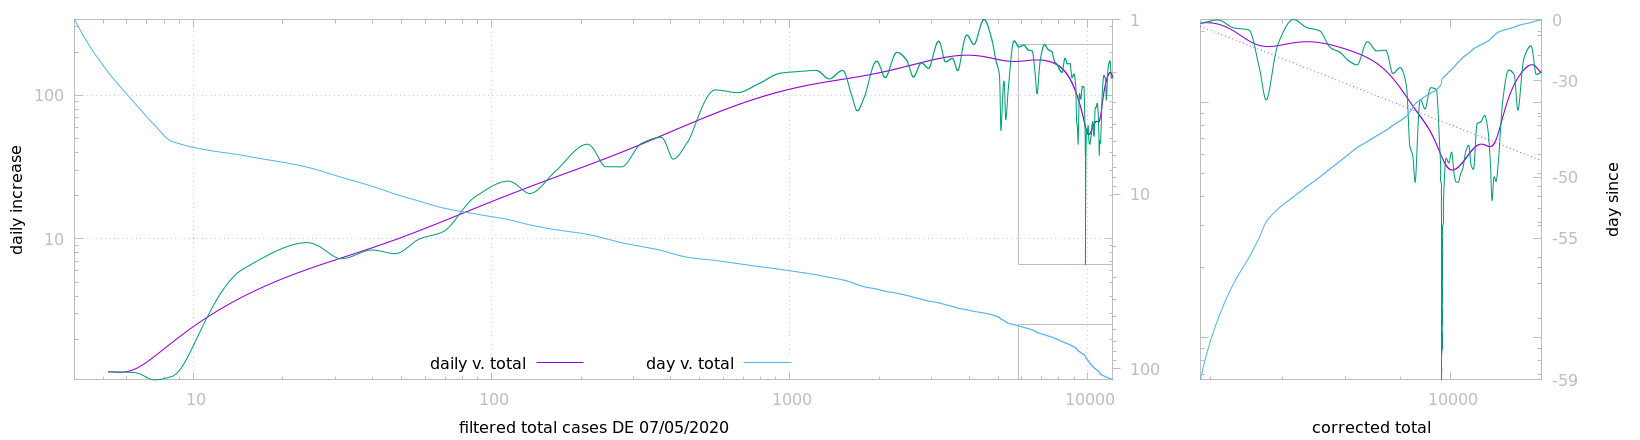 daily increase
100
10
10
100
1000
10000
filtered total cases DE 07/05/2020
daily v. total
day v. total
1
10
100
10000
corrected total
0
-30
-50
-55
-59
day since